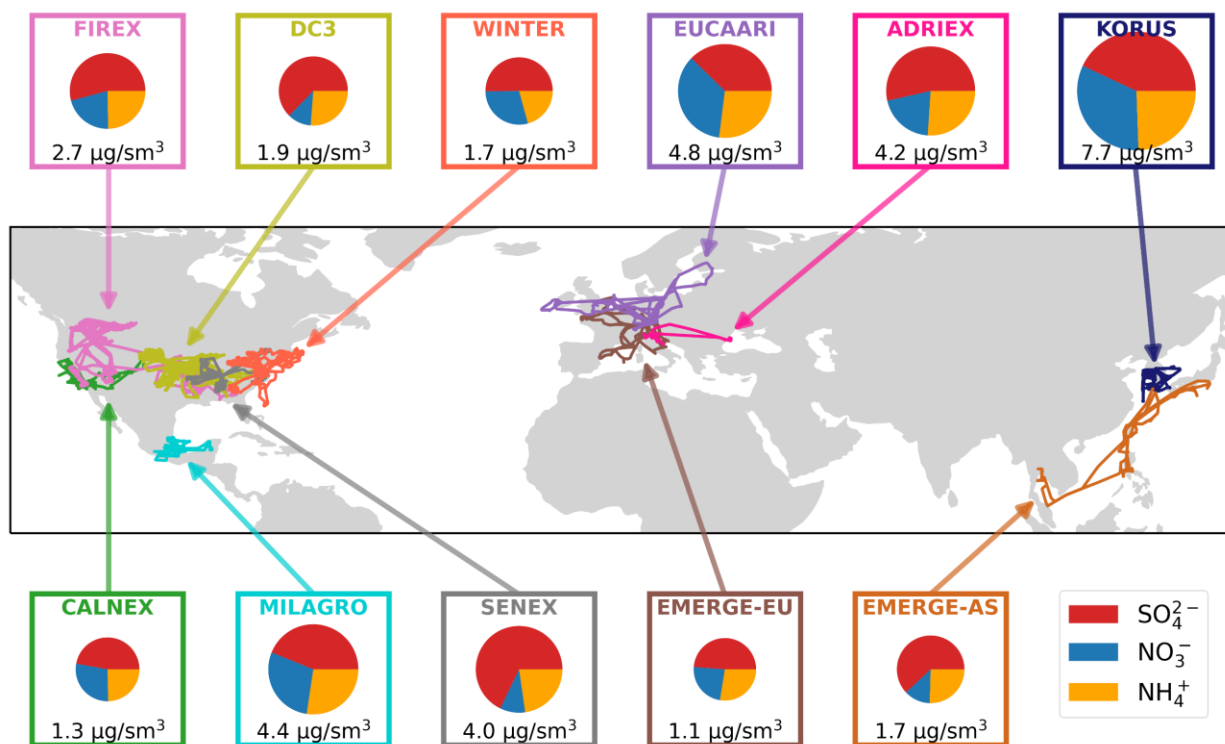 FIREX
2.7 μg/sm³
DC3
1.9 μg/sm³
WINTER
1.7 μg/sm³
EUCAARI
4.8 μg/sm³
ADRIEX
4.2 μg/sm³
KORUS
7.7 μg/sm³
CALNEX
1.3 μg/sm³
MILAGRO
4.4 μg/sm³
SENEX
4.0 μg/sm³
EMERGE-EU
1.1 μg/sm³
EMERGE-AS
1.7 μg/sm³
SO₄²⁻
NO₃⁻
NH₄⁺